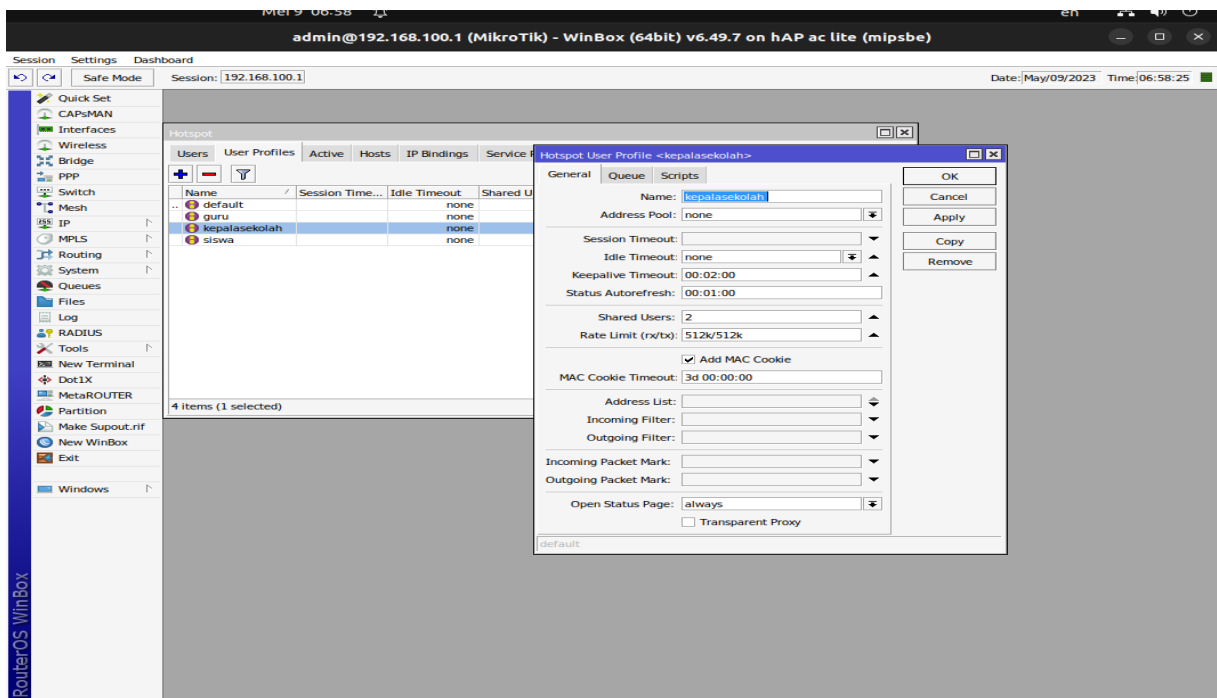 Mei 9 06:58
en
admin@192.168.100.1 (MikroTik) - WinBox (64bit) v6.49.7 on hAP ac lite (mipsbe)
Session Settings Dashboard
Safe Mode Session: 192.168.100.1 Date: May/09/2023 Time: 06:58:25
Quick Set
CAPsMAN
Interfaces
Wireless
Bridge
PPP
Switch
Mesh
IP
MPLS
Routing
System
Queues
Files
Log
RADIUS
Tools
New Terminal
Dot1X
MetaROUTER
Partition
Make Supout.rif
New WinBox
Exit
Windows
RouterOS WinBox
Hotspot
Users User Profiles Active Hosts IP Bindings Service
Name Session Time... Idle Timeout Shared U
.. default none
guru none
kepalasekolah none
siswa none
4 items (1 selected)
Hotspot User Profile <kepalasekolah>
General Queue Scripts
Name: kepalasekolah
Address Pool: none
Session Timeout:
Idle Timeout: none
Keepalive Timeout: 00:02:00
Status Autorefresh: 00:01:00
Shared Users: 2
Rate Limit (rx/tx): 512k/512k
Add MAC Cookie
MAC Cookie Timeout: 3d 00:00:00
Address List:
Incoming Filter:
Outgoing Filter:
Incoming Packet Mark:
Outgoing Packet Mark:
Open Status Page: always
Transparent Proxy
default
OK
Cancel
Apply
Copy
Remove